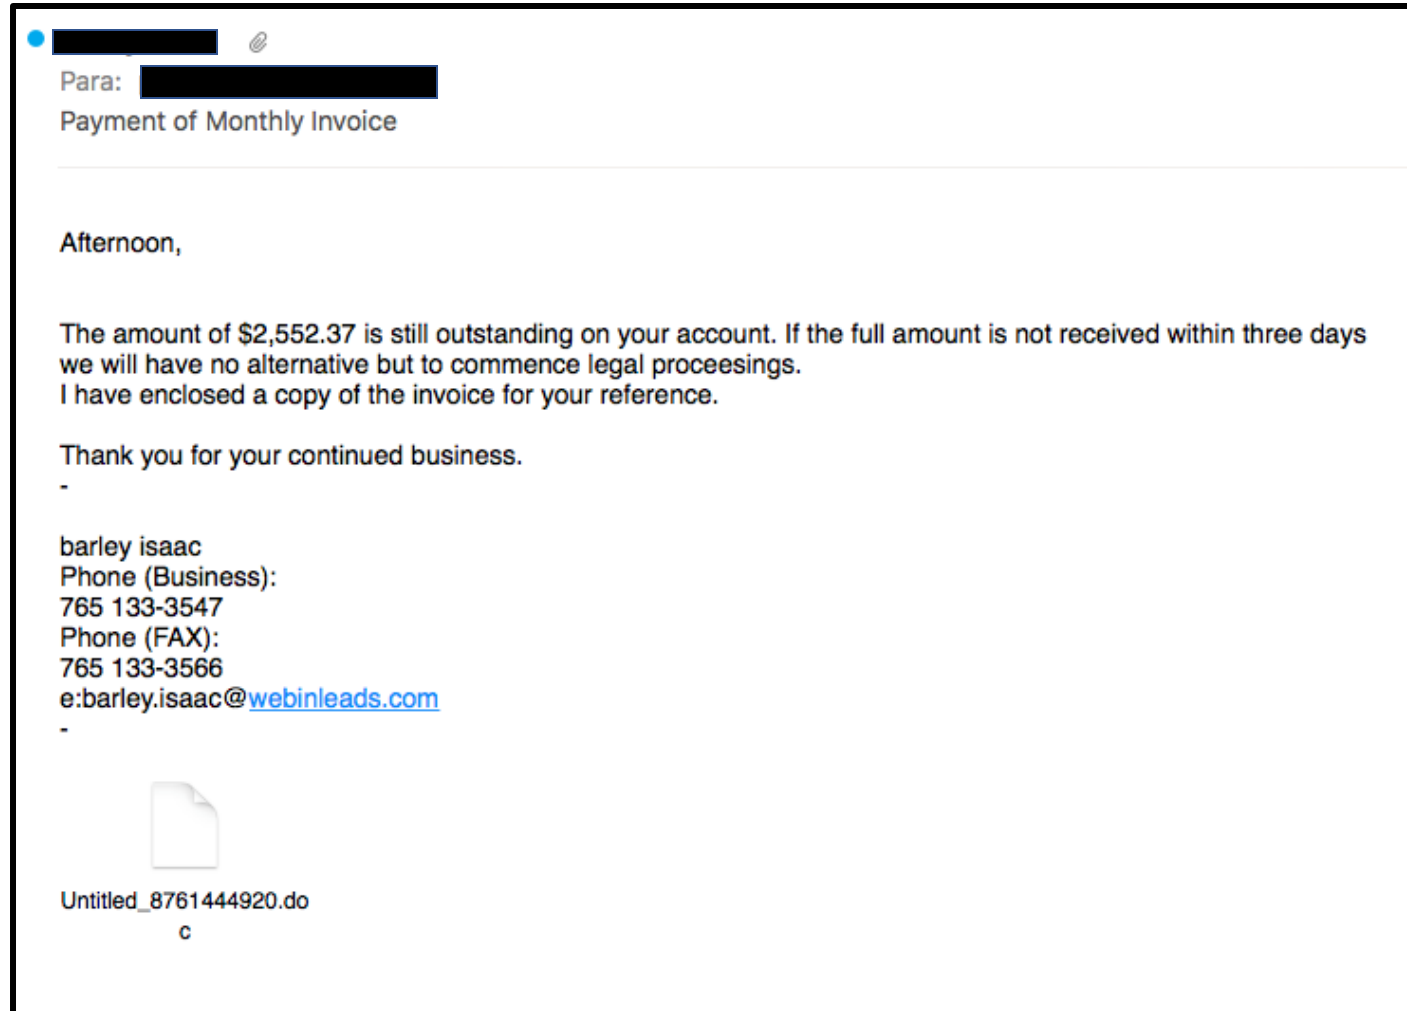 Para:
Payment of Monthly Invoice
Afternoon,
The amount of $2,552.37 is still outstanding on your account. If the full amount is not received within three days
we will have no alternative but to commence legal proceesings.
I have enclosed a copy of the invoice for your reference.
Thank you for your continued business.
-
barley isaac
Phone (Business):
765 133-3547
Phone (FAX):
765 133-3566
e:barley.isaac@webinleads.com
-
Untitled_8761444920.do
c